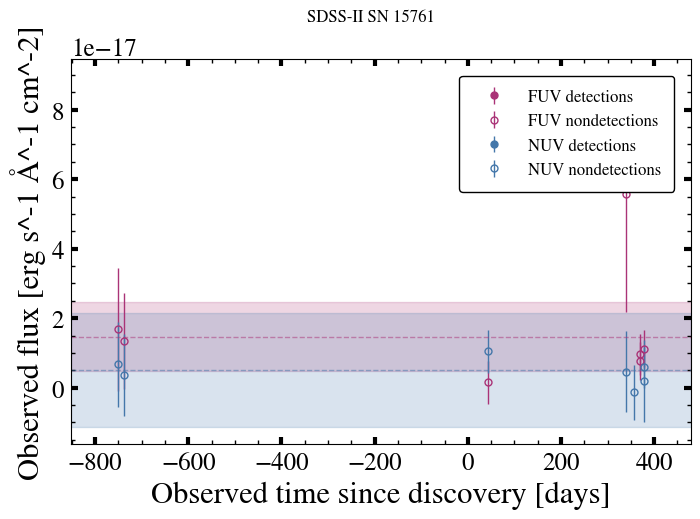 SDSS-II SN 15761
1e−17
Observed flux [erg s^-1 Å^-1 cm^-2]
8
6
4
2
0
FUV detections
FUV nondetections
NUV detections
NUV nondetections
−800 −600 −400 −200 0 200 400
Observed time since discovery [days]